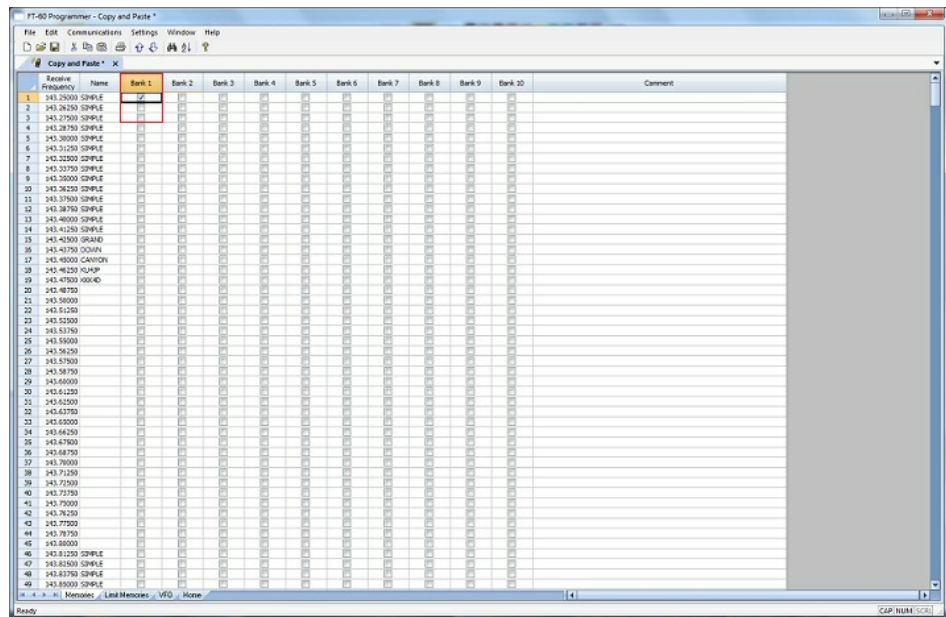 FT-60 Programmer - Copy and Paste *
File Edit Communications Settings Window Help
Copy and Paste * X
Receive Frequency Name Bank 1 Bank 2 Bank 3 Bank 4 Bank 5 Bank 6 Bank 7 Bank 8 Bank 9 Bank 10 Comment
1 143.25000 SIMPLE
2 143.26250 SIMPLE
3 143.27500 SIMPLE
4 143.28750 SIMPLE
5 143.30000 SIMPLE
6 143.31250 SIMPLE
7 143.32500 SIMPLE
8 143.33750 SIMPLE
9 143.35000 SIMPLE
10 143.36250 SIMPLE
11 143.37500 SIMPLE
12 143.38750 SIMPLE
13 143.40000 SIMPLE
14 143.41250 SIMPLE
15 143.42500 GRAND
16 143.43750 DOWN
17 143.45000 CANYON
18 143.46250
19 143.47500
20 143.48750
21 143.50000
22 143.51250
23 143.52500
24 143.53750
25 143.55000
26 143.56250
27 143.57500
28 143.58750
29 143.60000
30 143.61250
31 143.62500
32 143.63750
33 143.65000
34 143.66250
35 143.67500
36 143.68750
37 143.70000
38 143.71250
39 143.72500
40 143.73750
41 143.75000
42 143.76250
43 143.77500
44 143.78750
45 143.80000
46 143.81250 SIMPLE
47 143.82500 SIMPLE
48 143.83750 SIMPLE
49 143.85000 SIMPLE
Memories Limit Memories VFO Home
Ready CAP NUM SCRL